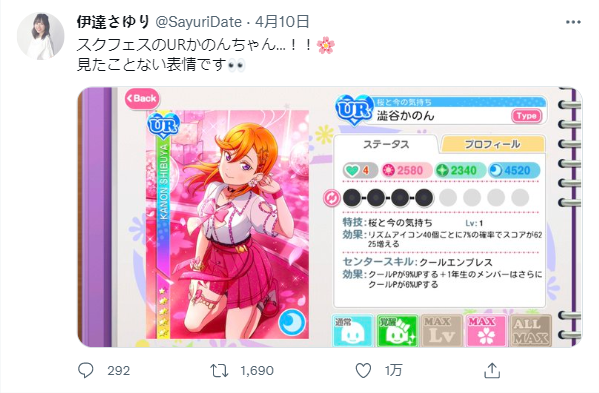 伊達さゆり @SayuriDate・4月10日
スクフェスのURかのんちゃん…！！🌸
見たことない表情です👀
Back
UR
KANON SHIBUYA
UR
桜と今の気持ち
澁谷かのん
Type
ステータス
プロフィール
4
2580
2340
4520
特技:桜と今の気持ち Lv:1
効果:リズムアイコン40個ごとに7%の確率でスコアが62
5増える
センタースキル:クールエンプレス
効果:クールPが9%UPする+1年生のメンバーはさらに
クールPが6%UPする
通常
覚醒
MAX
Lv
MAX
ALL
MAX
292
1,690
1万